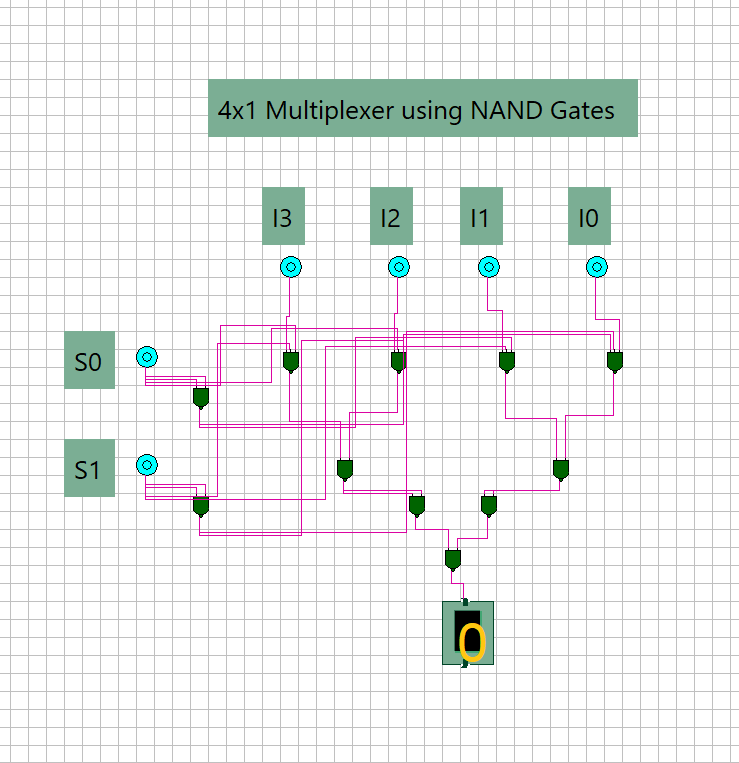 4x1 Multiplexer using NAND Gates
I3 I2 I1 I0
S0
S1
0